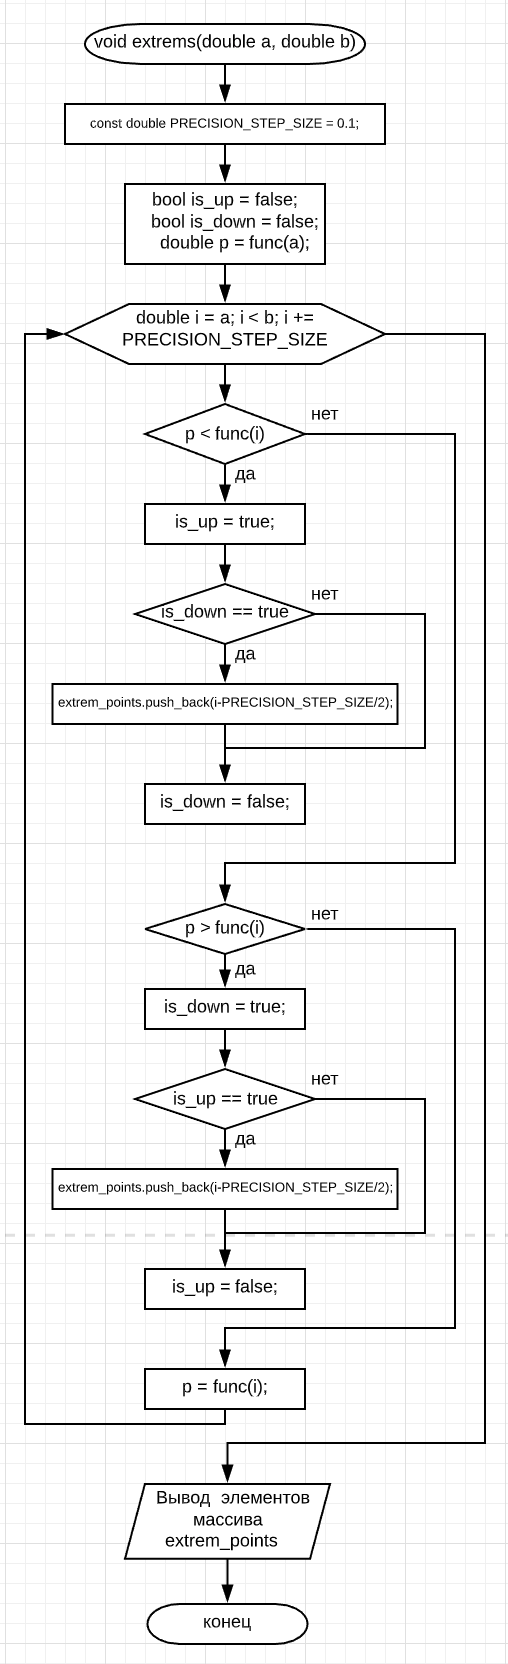 void extrems(double a, double b)
const double PRECISION_STEP_SIZE = 0.1;
bool is_up = false;
bool is_down = false;
double p = func(a);
double i = a; i < b; i +=
PRECISION_STEP_SIZE
нет
p < func(i)
да
is_up = true;
нет
is_down == true
да
extrem_points.push_back(i-PRECISION_STEP_SIZE/2);
is_down = false;
нет
p > func(i)
да
is_down = true;
нет
is_up == true
да
extrem_points.push_back(i-PRECISION_STEP_SIZE/2);
is_up = false;
p = func(i);
Вывод элементов
массива
extrem_points
конец